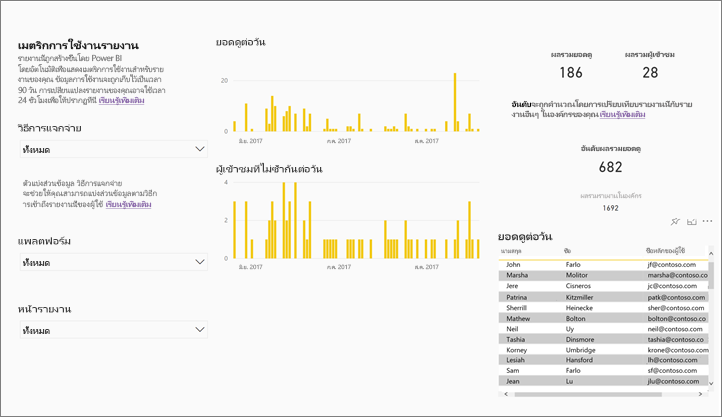 เมตริกการใช้งานรายงาน
รายงานนี้ถูกสร้างขึ้นโดย Power BI
โดยอัตโนมัติเพื่อแสดงเมตริกการใช้งานสำหรับราย
งานของคุณ ข้อมูลการใช้งานจะถูกเก็บไว้เป็นเวลา
90 วัน การเปลี่ยนแปลงรายงานของคุณอาจใช้เวลา
24 ชั่วโมงเพื่อให้ปรากฏที่นี่ เรียนรู้เพิ่มเติม
วิธีการแจกจ่าย
ทั้งหมด
ตัวแบ่งส่วนข้อมูล วิธีการแจกจ่าย
จะช่วยให้คุณสามารถแบ่งส่วนข้อมูลตามวิธีก
ารเข้าถึงรายงานนี้ของผู้ใช้ เรียนรู้เพิ่มเติม
แพลตฟอร์ม
ทั้งหมด
หน้ารายงาน
ทั้งหมด
ยอดดูต่อวัน
20
0
มิ.ย. 2017 ก.ค. 2017 ส.ค. 2017
ผู้เข้าชมที่ไม่ซ้ำกันต่อวัน
4
2
0
มิ.ย. 2017 ก.ค. 2017 ส.ค. 2017
ผลรวมยอดดู ผลรวมผู้เข้าชม
186 28
อันดับจะถูกคำนวณโดยการเปรียบเทียบรายงานนี้กับราย
งานอื่นๆ ในองค์กรของคุณ เรียนรู้เพิ่มเติม
อันดับผลรวมยอดดู
682
ผลรวมรายงานในองค์กร
1692
ยอดดูต่อวัน
นามสกุล ชื่อ ชื่อหลักของผู้ใช้
John Farlo jf@contoso.com
Marsha Molitor marsha@contoso.co
Jere Cisneros jc@contoso.com
Patrina Kitzmiller patk@contoso.com
Sherrill Heinecke sher@contoso.com
Mathew Bolton bolton@contoso.co
Neil Uy neil@contoso.com
Tashia Dinsmore tashia@contoso.co
Korney Umbridge krone@contoso.com
Lesiah Hansford lh@contoso.com
Sam Farlo sf@contoso.com
Jean Lu jlu@contoso.com